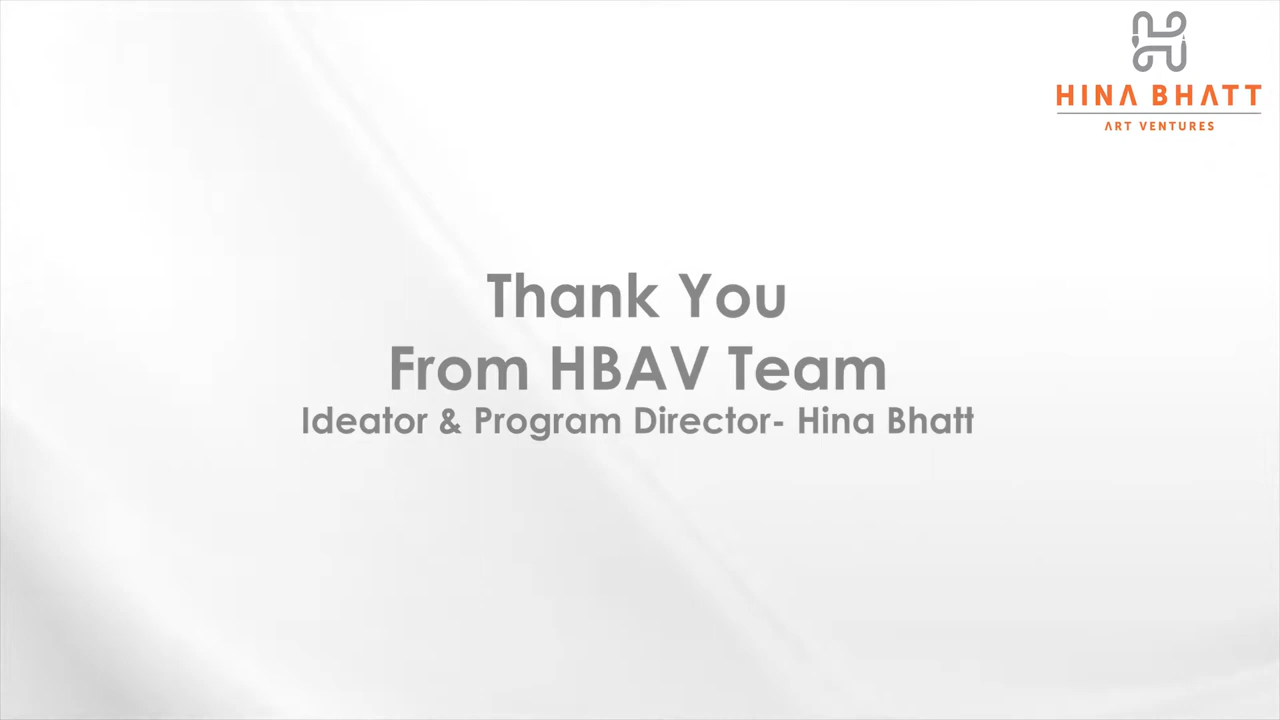 HINA BHATT
ART VENTURES
Thank You
From HBAV Team
Ideator & Program Director- Hina Bhatt